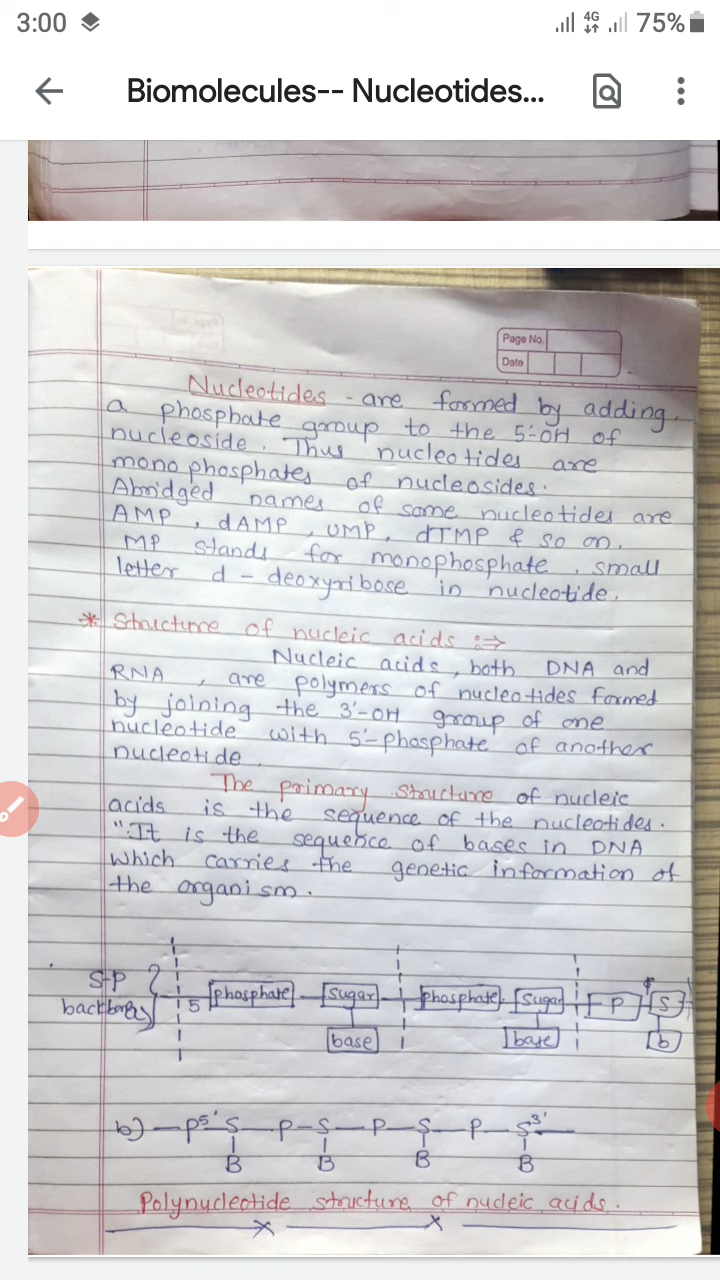 3:00 4G 75%
Biomolecules-- Nucleotides...
Page No.
Date
Nucleotides - are formed by adding
a phosphate group to the 5'-OH of
nucleoside. Thus nucleotides are
mono phosphates of nucleosides.
Abridged names of some nucleotides are
AMP, dAMP, UMP, dTMP & so on.
MP stands for monophosphate, small
letter d - deoxyribose in nucleotide.
* Structure of nucleic acids :⇒
Nucleic acids, both DNA and
RNA, are polymers of nucleotides formed
by joining the 3'-OH group of one
nucleotide with 5'-phosphate of another
nucleotide.
The primary structure of nucleic
acids is the sequence of the nucleotides.
":It is the sequence of bases in DNA
which carries the genetic information of
the organism.
S-P
5 phosphate sugar phosphate sugar P S
base base b
b) -P5' S-P-S-P-S-P-S3'-
B B B B
Polynucleotide structure of nucleic acids.